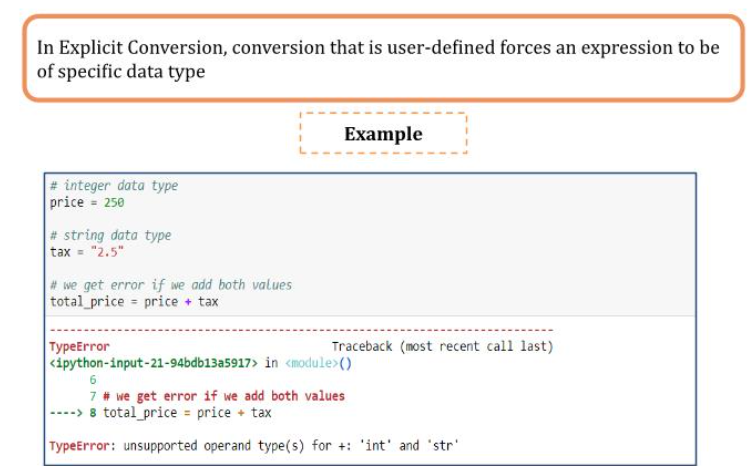 In Explicit Conversion, conversion that is user-defined forces an expression to be
of specific data type
Example
# integer data type
price = 250
# string data type
tax = "2.5"
# we get error if we add both values
total_price = price + tax
---------------------------------------------------------------------------
TypeError                                 Traceback (most recent call last)
<ipython-input-21-94bdb13a5917> in <module>()
      6
      7 # we get error if we add both values
----> 8 total_price = price + tax
TypeError: unsupported operand type(s) for +: 'int' and 'str'